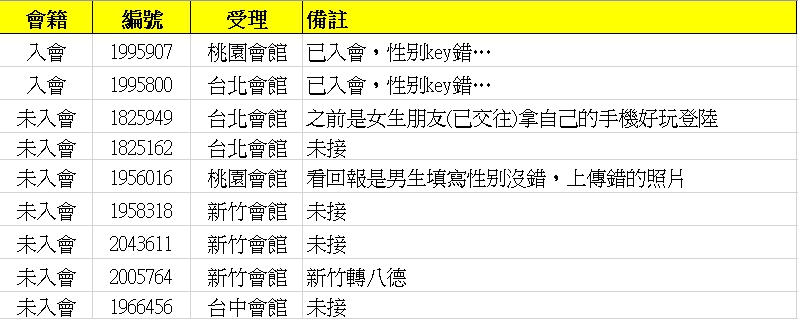 會籍 編號 受理 備註
入會 1995907 桃園會館 已入會，性別key錯…
入會 1995800 台北會館 已入會，性別key錯…
未入會 1825949 台北會館 之前是女生朋友(已交往)拿自己的手機好玩登陸
未入會 1825162 台北會館 未接
未入會 1956016 桃園會館 看回報是男生填寫性別沒錯，上傳錯的照片
未入會 1958318 新竹會館 未接
未入會 2043611 新竹會館 未接
未入會 2005764 新竹會館 新竹轉八德
未入會 1966456 台中會館 未接